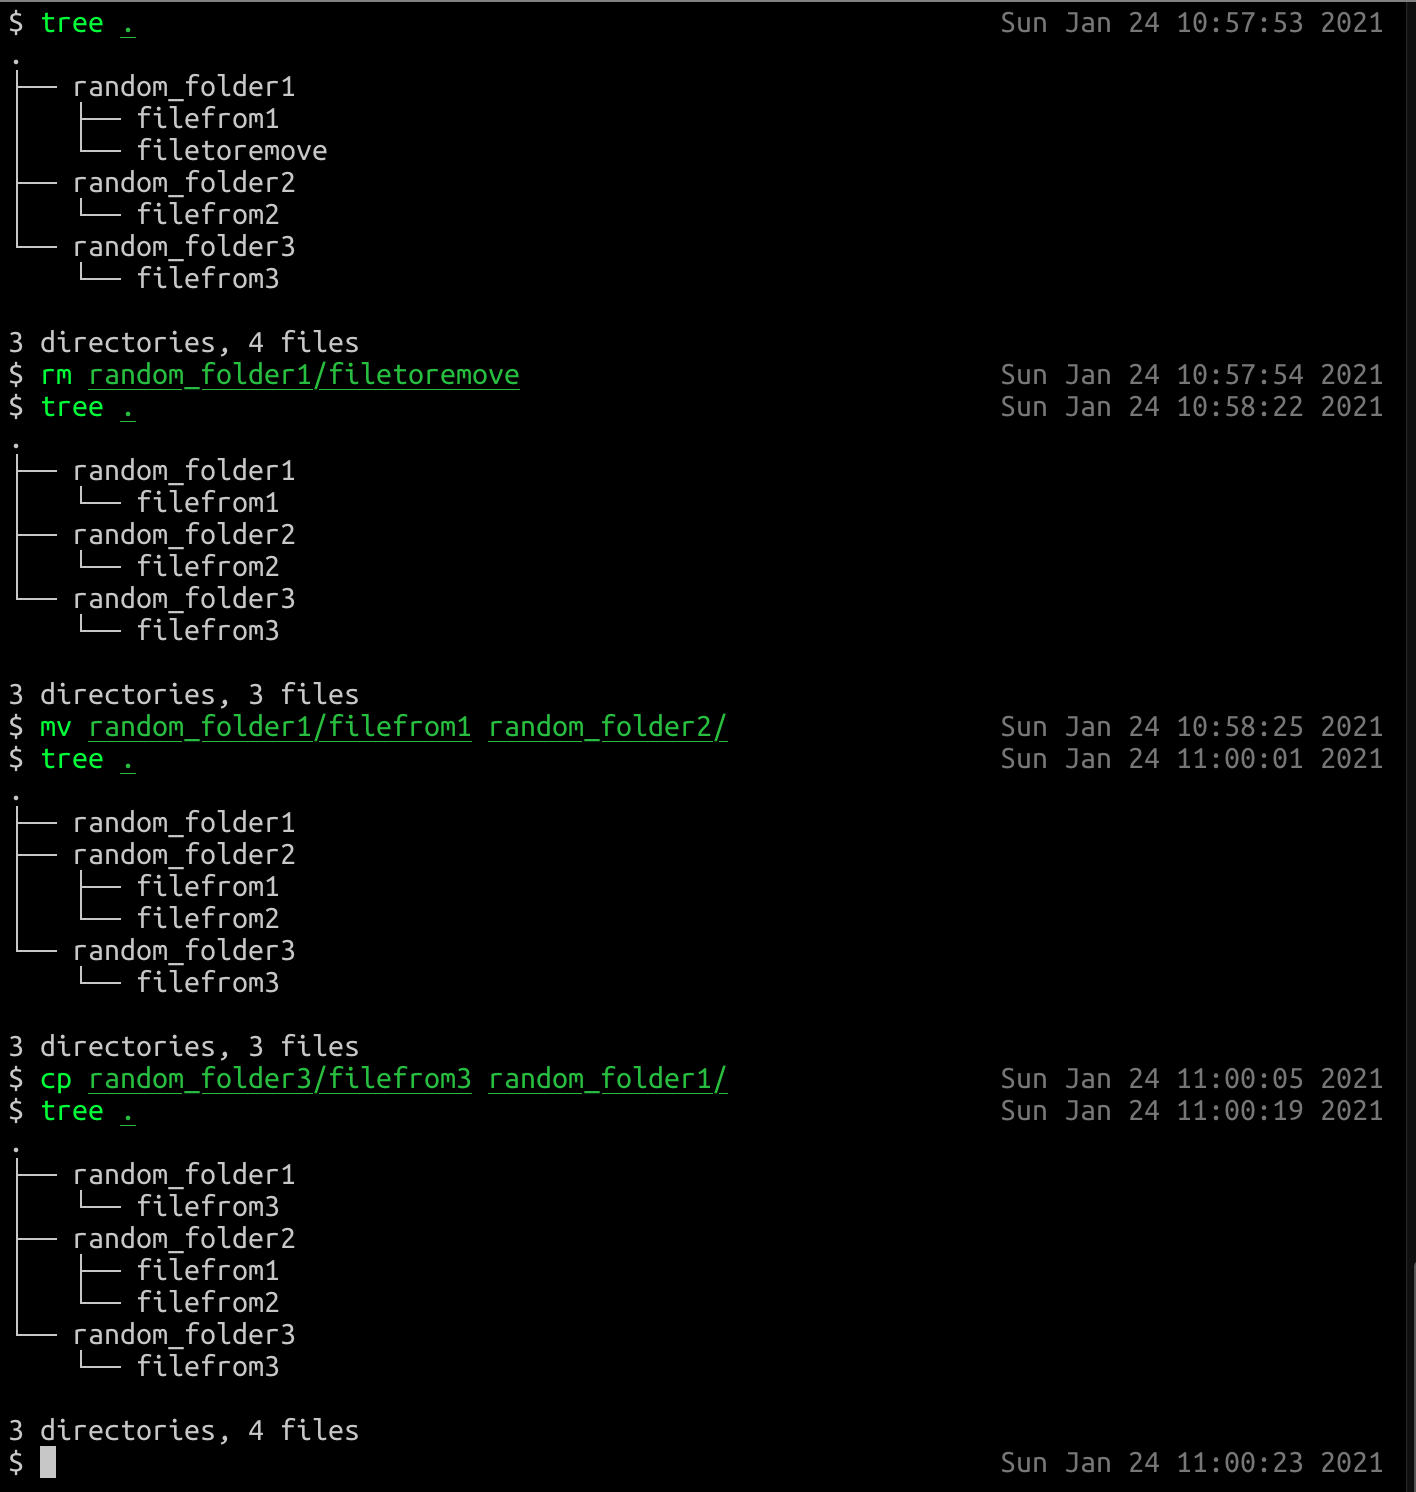 $ tree . Sun Jan 24 10:57:53 2021
.
├── random_folder1
│   ├── filefrom1
│   └── filetoremove
├── random_folder2
│   └── filefrom2
└── random_folder3
    └── filefrom3

3 directories, 4 files
$ rm random_folder1/filetoremove Sun Jan 24 10:57:54 2021
$ tree . Sun Jan 24 10:58:22 2021
.
├── random_folder1
│   └── filefrom1
├── random_folder2
│   └── filefrom2
└── random_folder3
    └── filefrom3

3 directories, 3 files
$ mv random_folder1/filefrom1 random_folder2/ Sun Jan 24 10:58:25 2021
$ tree . Sun Jan 24 11:00:01 2021
.
├── random_folder1
├── random_folder2
│   ├── filefrom1
│   └── filefrom2
└── random_folder3
    └── filefrom3

3 directories, 3 files
$ cp random_folder3/filefrom3 random_folder1/ Sun Jan 24 11:00:05 2021
$ tree . Sun Jan 24 11:00:19 2021
.
├── random_folder1
│   └── filefrom3
├── random_folder2
│   ├── filefrom1
│   └── filefrom2
└── random_folder3
    └── filefrom3

3 directories, 4 files
$ Sun Jan 24 11:00:23 2021